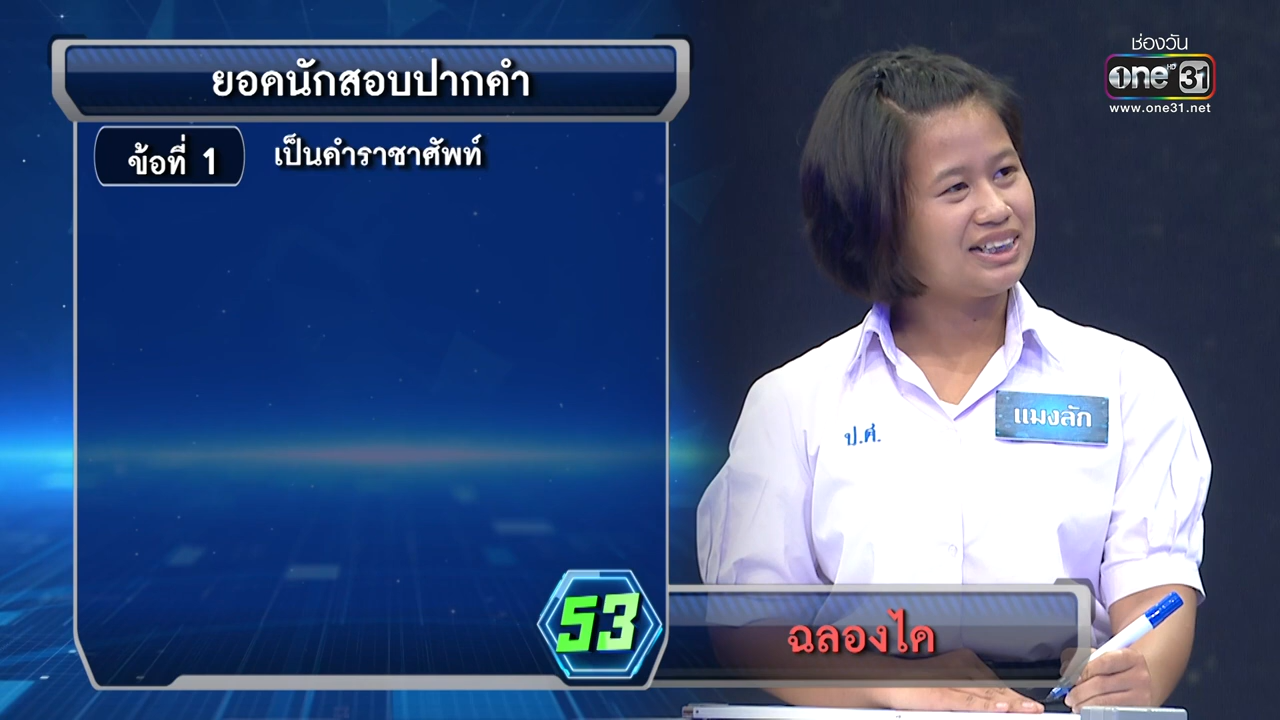 ยอดนักสอบปากคำ
ข้อที่ 1
เป็นคำราชาศัพท์
ช่องวัน
one HD 31
www.one31.net
แมงลัก
ป.ศ.
53
ฉลองได